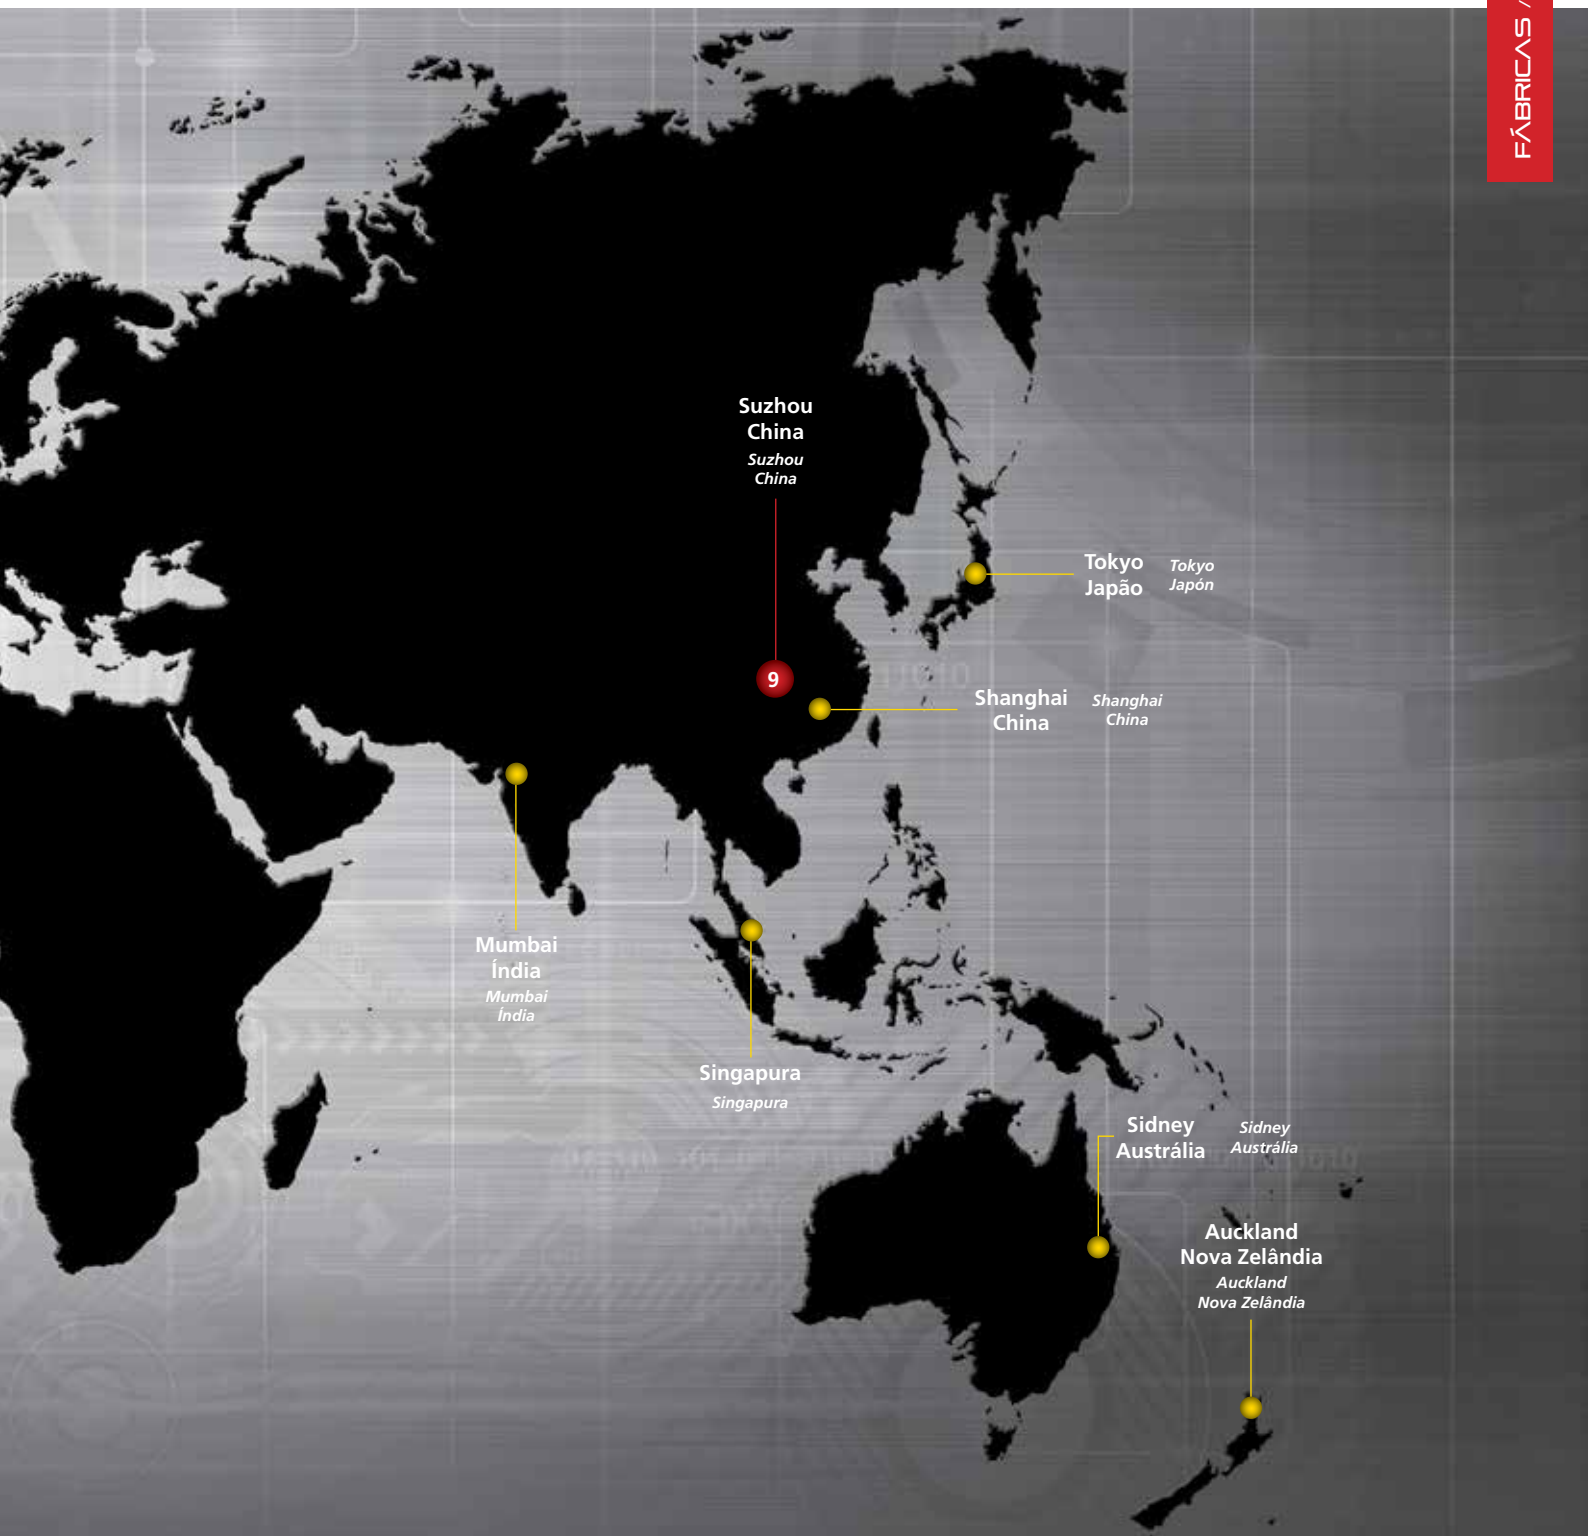 FÁBRICAS /
Suzhou
China
Suzhou
China
Tokyo
Japão
Tokyo
Japón
9
Shanghai
China
Shanghai
China
Mumbai
Índia
Mumbai
Índia
Singapura
Singapura
Sidney
Austrália
Sidney
Austrália
Auckland
Nova Zelândia
Auckland
Nova Zelândia